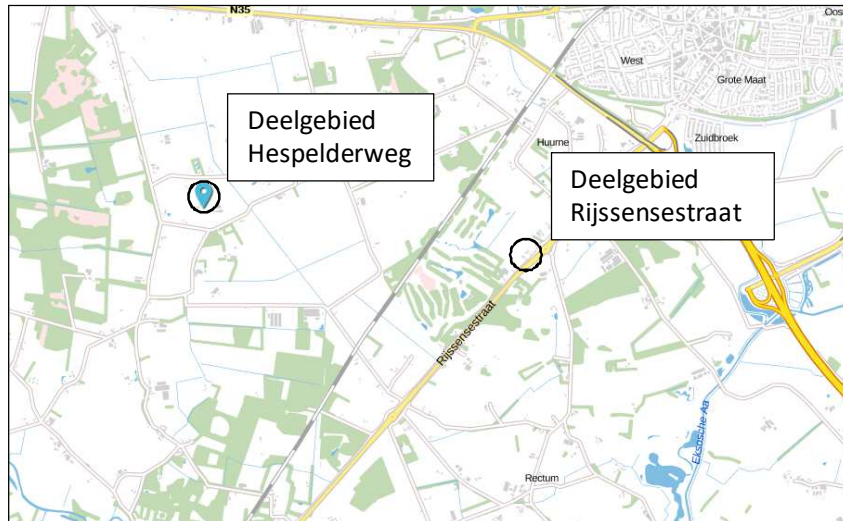 N35
Oos
West
Grote Maat
Deelgebied
Hespelderweg
Huurne
Zuidbroek
Deelgebied
Rijssensestraat
Rijssensestraat
Eksosche Aa
Rectum